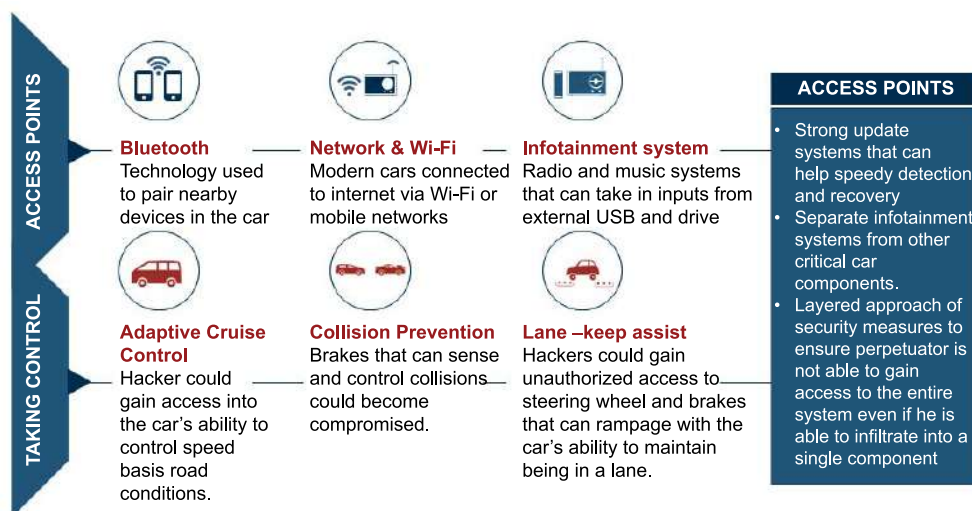 ACCESS POINTS
Bluetooth
Technology used
to pair nearby
devices in the car
Network & Wi-Fi
Modern cars connected
to internet via Wi-Fi or
mobile networks
Infotainment system
Radio and music systems
that can take in inputs from
external USB and drive
TAKING CONTROL
Adaptive Cruise
Control
Hacker could
gain access into
the car's ability to
control speed
basis road
conditions.
Collision Prevention
Brakes that can sense
and control collisions
could become
compromised.
Lane –keep assist
Hackers could gain
unauthorized access to
steering wheel and brakes
that can rampage with the
car's ability to maintain
being in a lane.
ACCESS POINTS
• Strong update
systems that can
help speedy detection
and recovery
• Separate infotainment
systems from other
critical car
components.
• Layered approach of
security measures to
ensure perpetuator is
not able to gain
access to the entire
system even if he is
able to infiltrate into a
single component